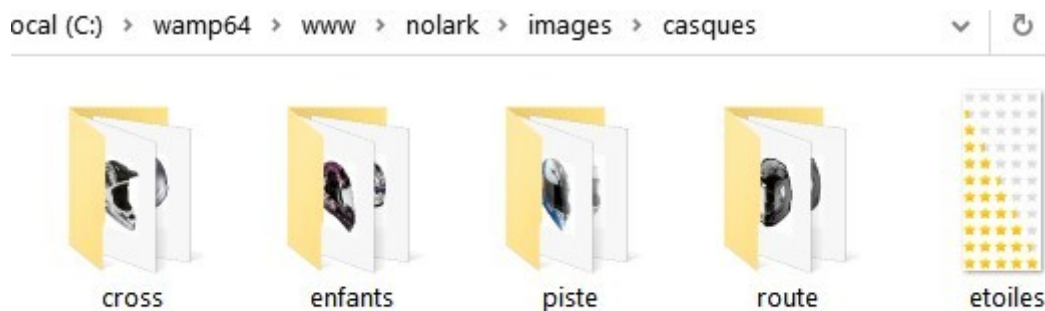 ocal (C:) > wamp64 > www > nolark > images > casques
cross enfants piste route etoiles